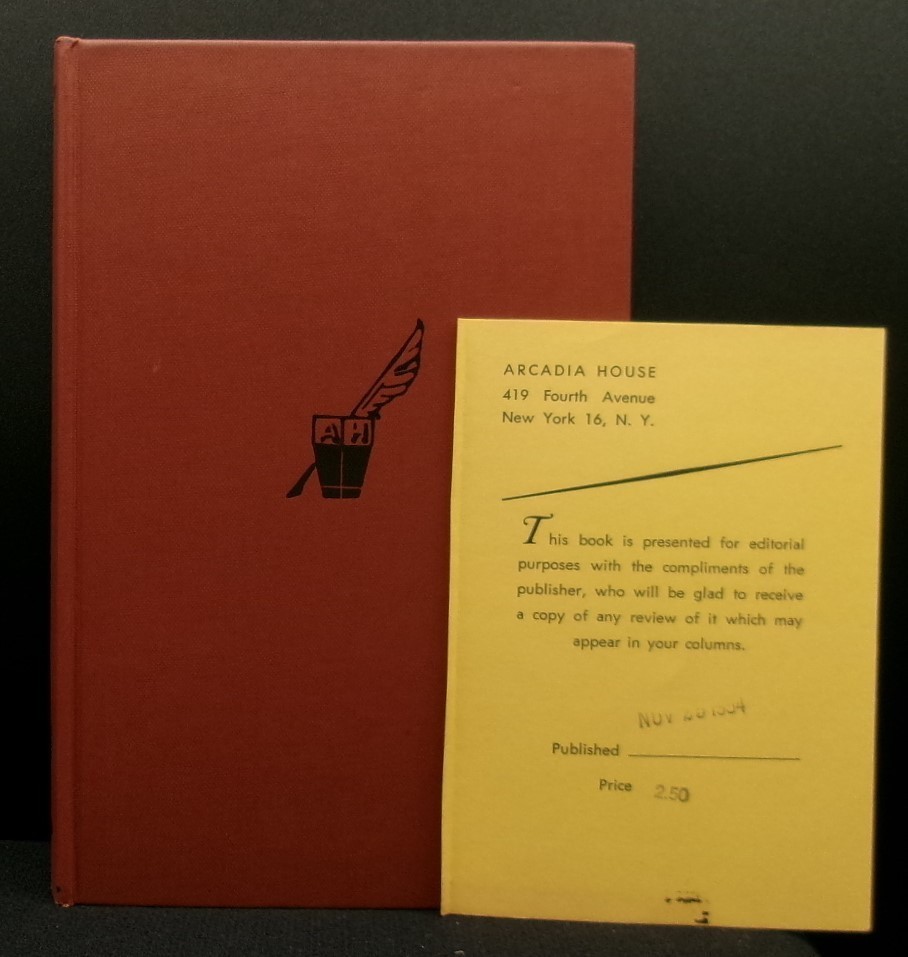 AH
ARCADIA HOUSE
419 Fourth Avenue
New York 16, N. Y.
This book is presented for editorial
purposes with the compliments of the
publisher, who will be glad to receive
a copy of any review of it which may
appear in your columns.
NOV 1954
Published
Price 2.50